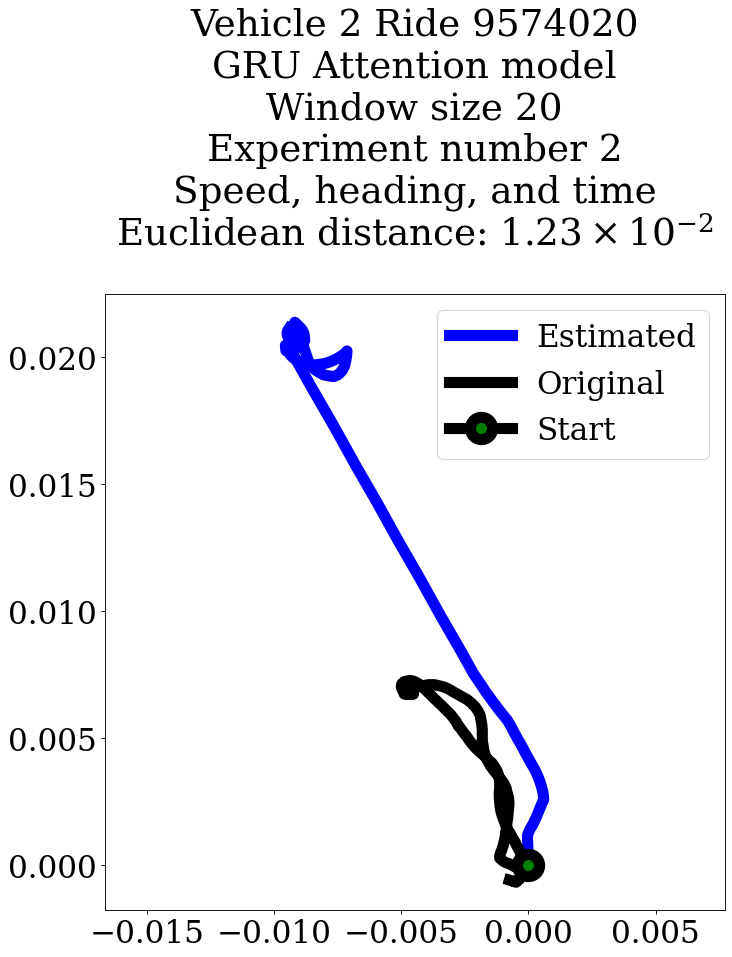 Vehicle 2 Ride 9574020
GRU Attention model
Window size 20
Experiment number 2
Speed, heading, and time
Euclidean distance: 1.23 × 10⁻²
Estimated
Original
Start
0.020
0.015
0.010
0.005
0.000
−0.015 −0.010 −0.005 0.000 0.005